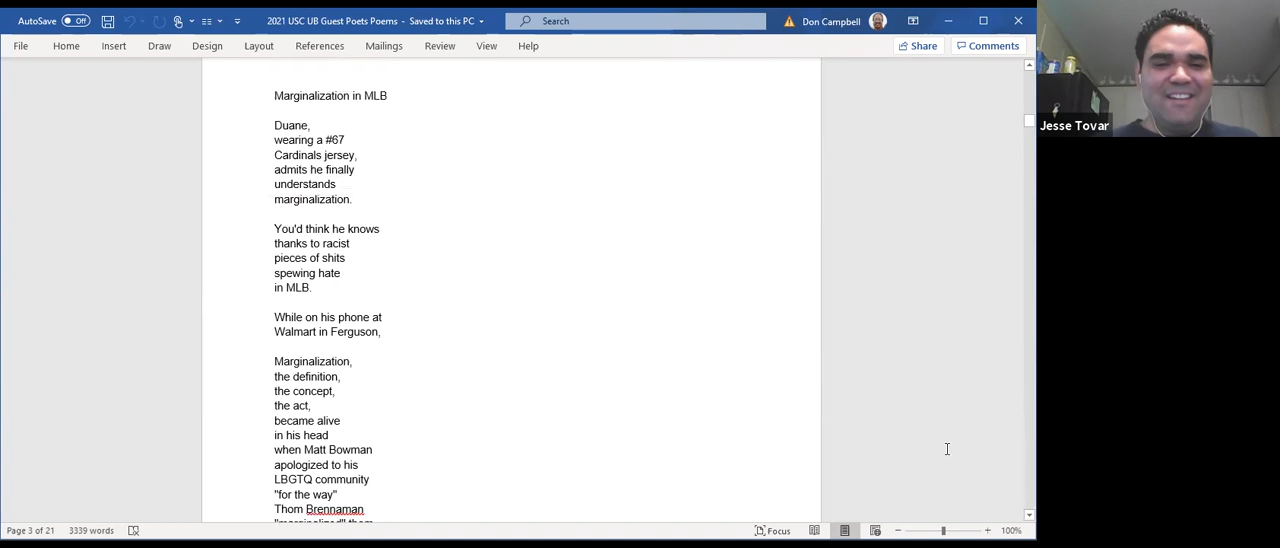 AutoSave Off 2021 USC UB Guest Poets Poems - Saved to this PC Search Don Campbell
File Home Insert Draw Design Layout References Mailings Review View Help Share Comments
Jesse Tovar
Marginalization in MLB
Duane,
wearing a #67
Cardinals jersey,
admits he finally
understands
marginalization.
You'd think he knows
thanks to racist
pieces of shits
spewing hate
in MLB.
While on his phone at
Walmart in Ferguson,
Marginalization,
the definition,
the concept,
the act,
became alive
in his head
when Matt Bowman
apologized to his
LBGTQ community
"for the way"
Thom Brennaman
"marginalized" them
Page 3 of 21 3339 words Focus 100%